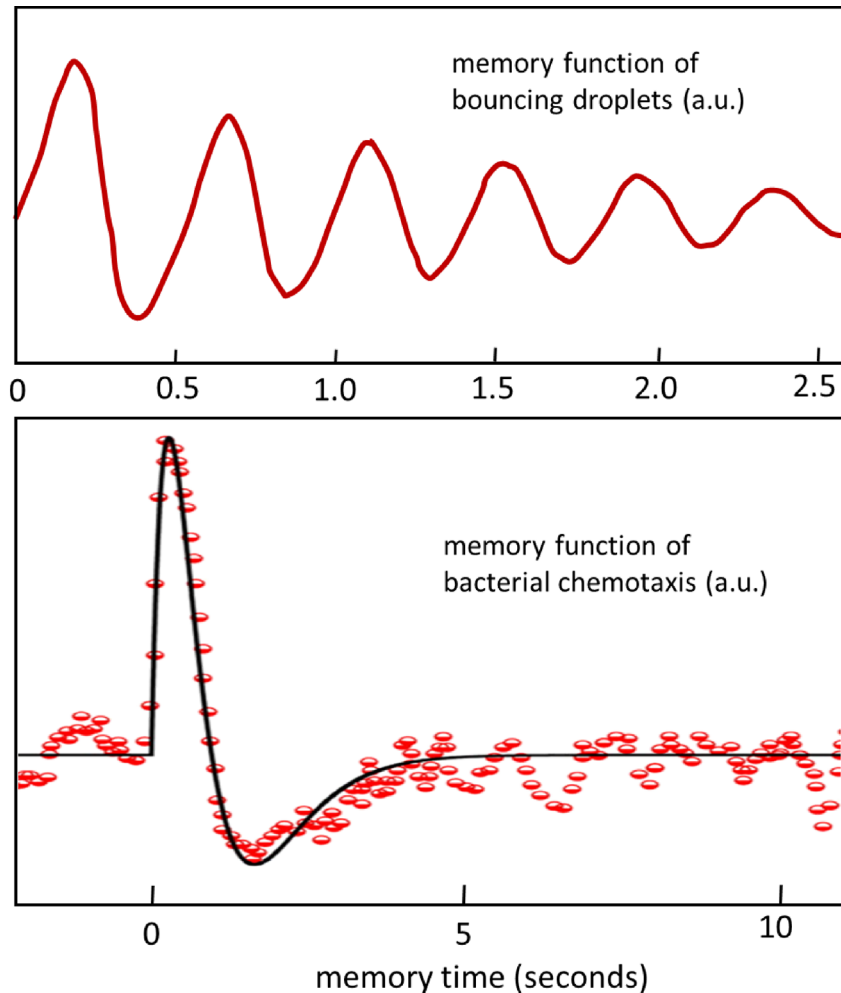 memory function of
bouncing droplets (a.u.)
0 0.5 1.0 1.5 2.0 2.5
memory function of
bacterial chemotaxis (a.u.)
0 5 10
memory time (seconds)